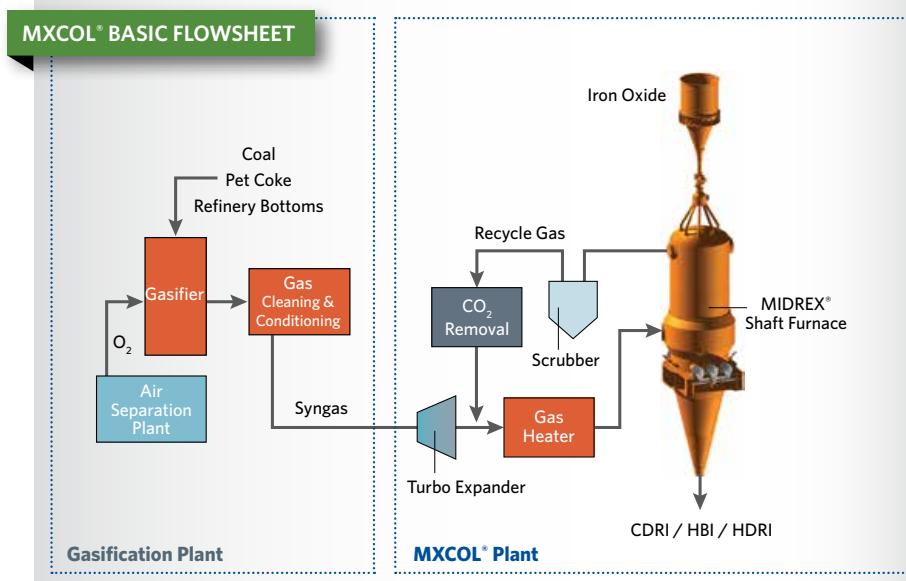 MXCOL® BASIC FLOWSHEET
Iron Oxide
Coal
Pet Coke
Refinery Bottoms
Recycle Gas
Gasifier
Gas
Cleaning &
Conditioning
CO₂
Removal
MIDREX®
Shaft Furnace
Scrubber
O₂
Air
Separation
Plant
Syngas
Gas
Heater
Turbo Expander
CDRI / HBI / HDRI
Gasification Plant
MXCOL® Plant